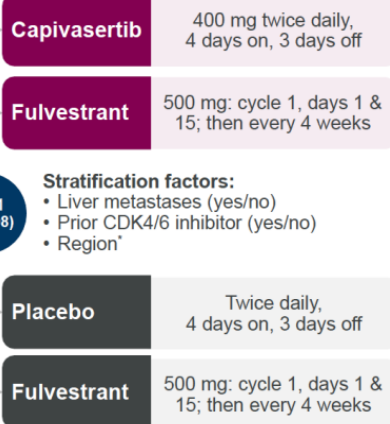 Capivasertib
400 mg twice daily,
4 days on, 3 days off
Fulvestrant
500 mg: cycle 1, days 1 &
15; then every 4 weeks
8)
Stratification factors:
• Liver metastases (yes/no)
• Prior CDK4/6 inhibitor (yes/no)
• Region*
Placebo
Twice daily,
4 days on, 3 days off
Fulvestrant
500 mg: cycle 1, days 1 &
15; then every 4 weeks